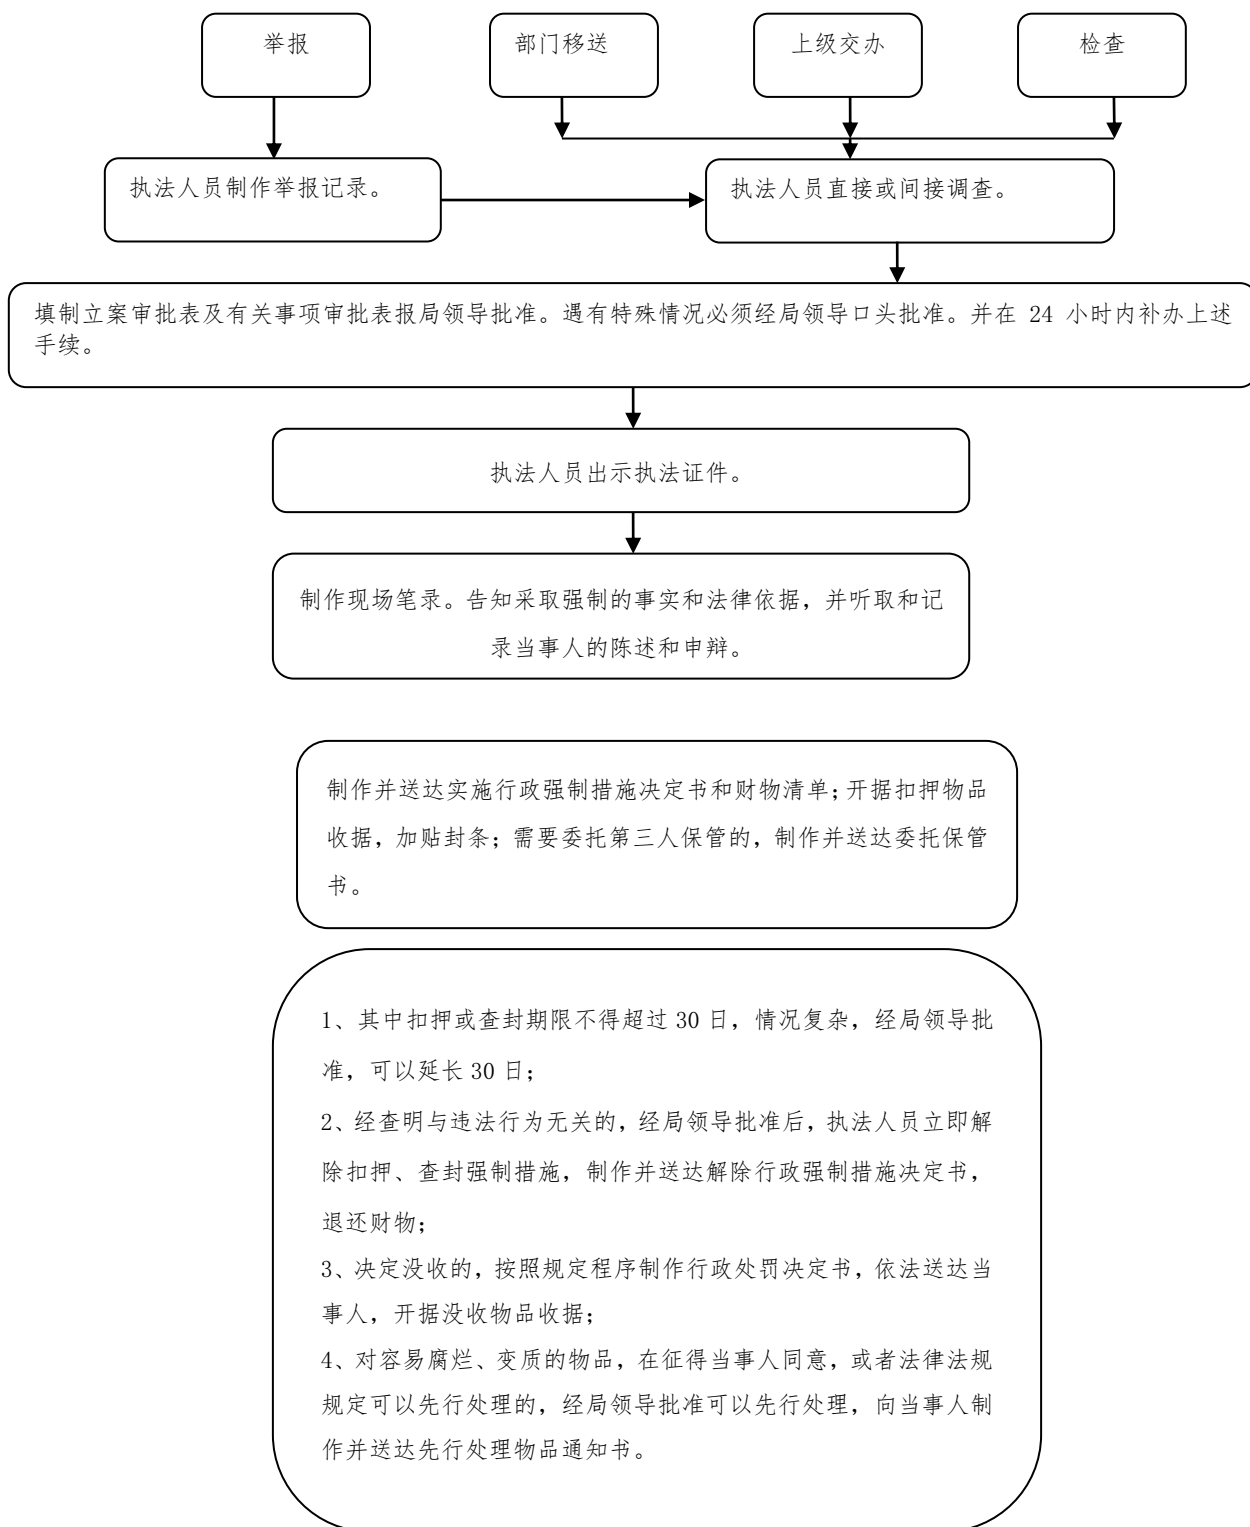 举报
部门移送
上级交办
检查
执法人员制作举报记录。
执法人员直接或间接调查。
填制立案审批表及有关事项审批表报局领导批准。遇有特殊情况必须经局领导口头批准。并在 24 小时内补办上述
手续。
执法人员出示执法证件。
制作现场笔录。告知采取强制的事实和法律依据，并听取和记
录当事人的陈述和申辩。
制作并送达实施行政强制措施决定书和财物清单；开据扣押物品
收据，加贴封条；需要委托第三人保管的，制作并送达委托保管
书。
1、其中扣押或查封期限不得超过 30 日，情况复杂，经局领导批
准，可以延长 30 日；
2、经查明与违法行为无关的，经局领导批准后，执法人员立即解
除扣押、查封强制措施，制作并送达解除行政强制措施决定书，
退还财物；
3、决定没收的，按照规定程序制作行政处罚决定书，依法送达当
事人，开据没收物品收据；
4、对容易腐烂、变质的物品，在征得当事人同意，或者法律法规
规定可以先行处理的，经局领导批准可以先行处理，向当事人制
作并送达先行处理物品通知书。